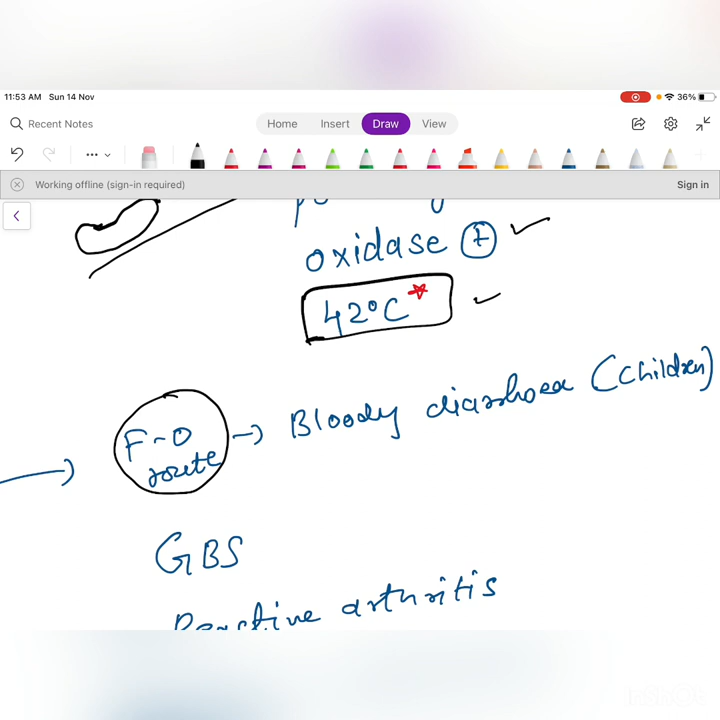 11:53 AM Sun 14 Nov 36%
Recent Notes Home Insert Draw View
Working offline (sign-in required) Sign in
oxidase +
42°C
F-O → Bloody diarrhoea (children)
route
GBS
Reactive arthritis